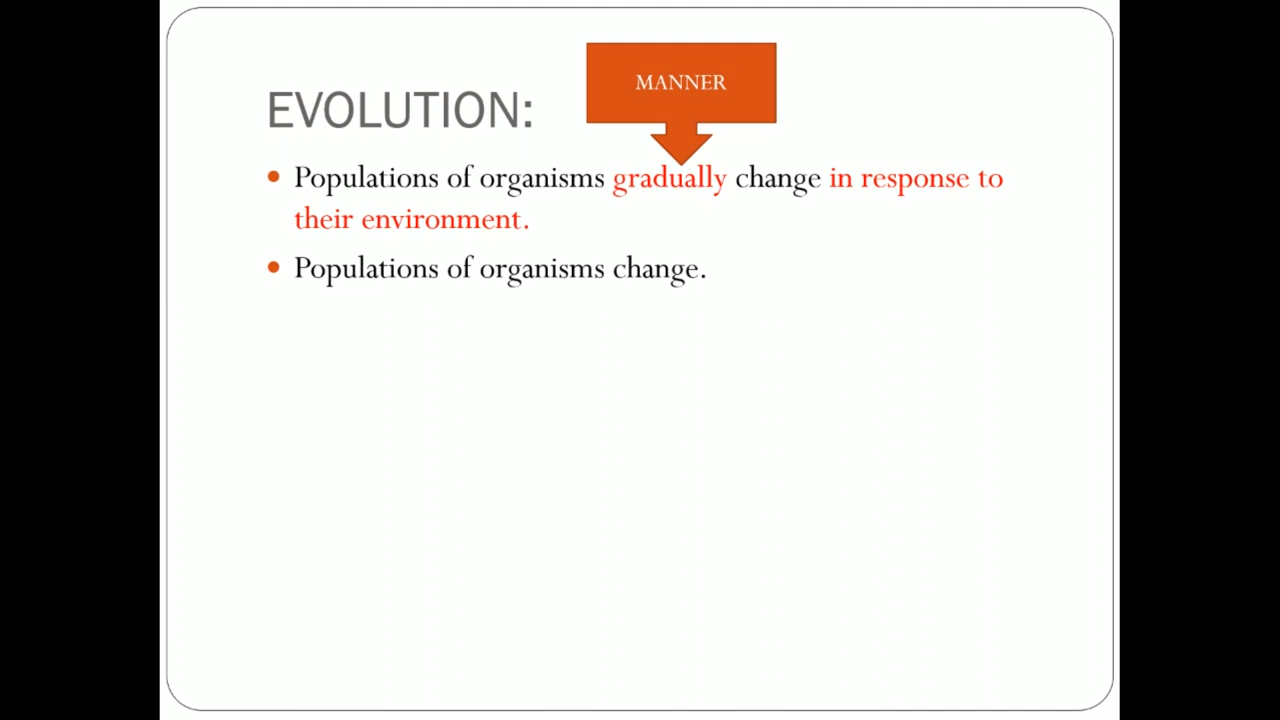 MANNER
EVOLUTION:
• Populations of organisms gradually change in response to
their environment.
• Populations of organisms change.